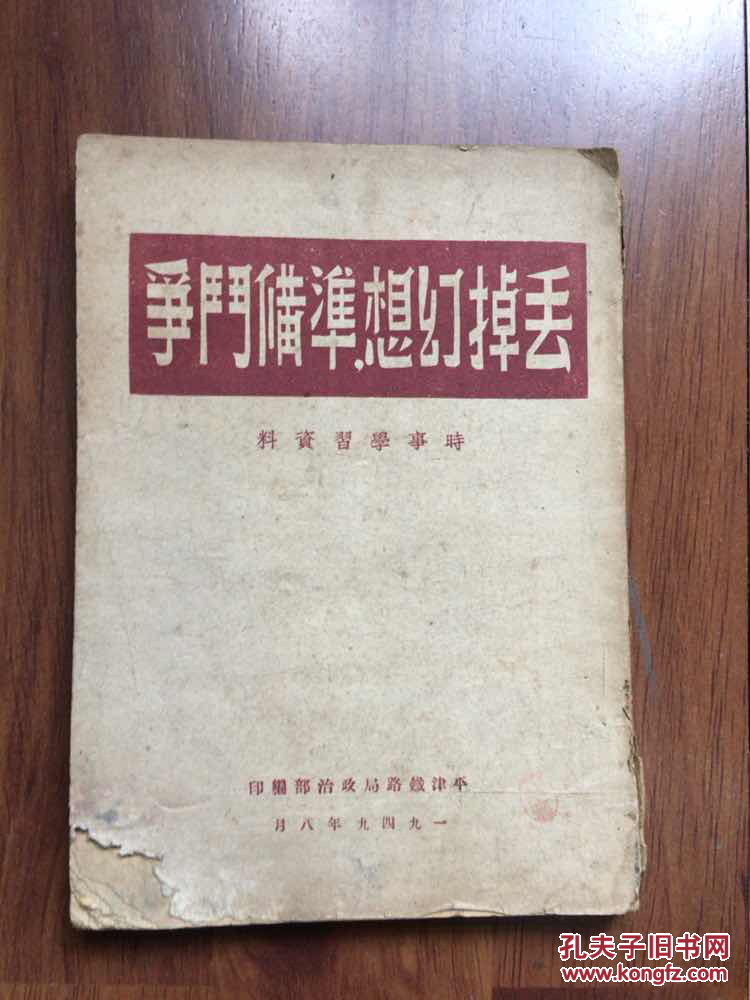 丢掉幻想，準備鬥爭
時事學習資料
平津鐵路局政治部編印
一九四九年八月
孔夫子旧书网
www.kongfz.com